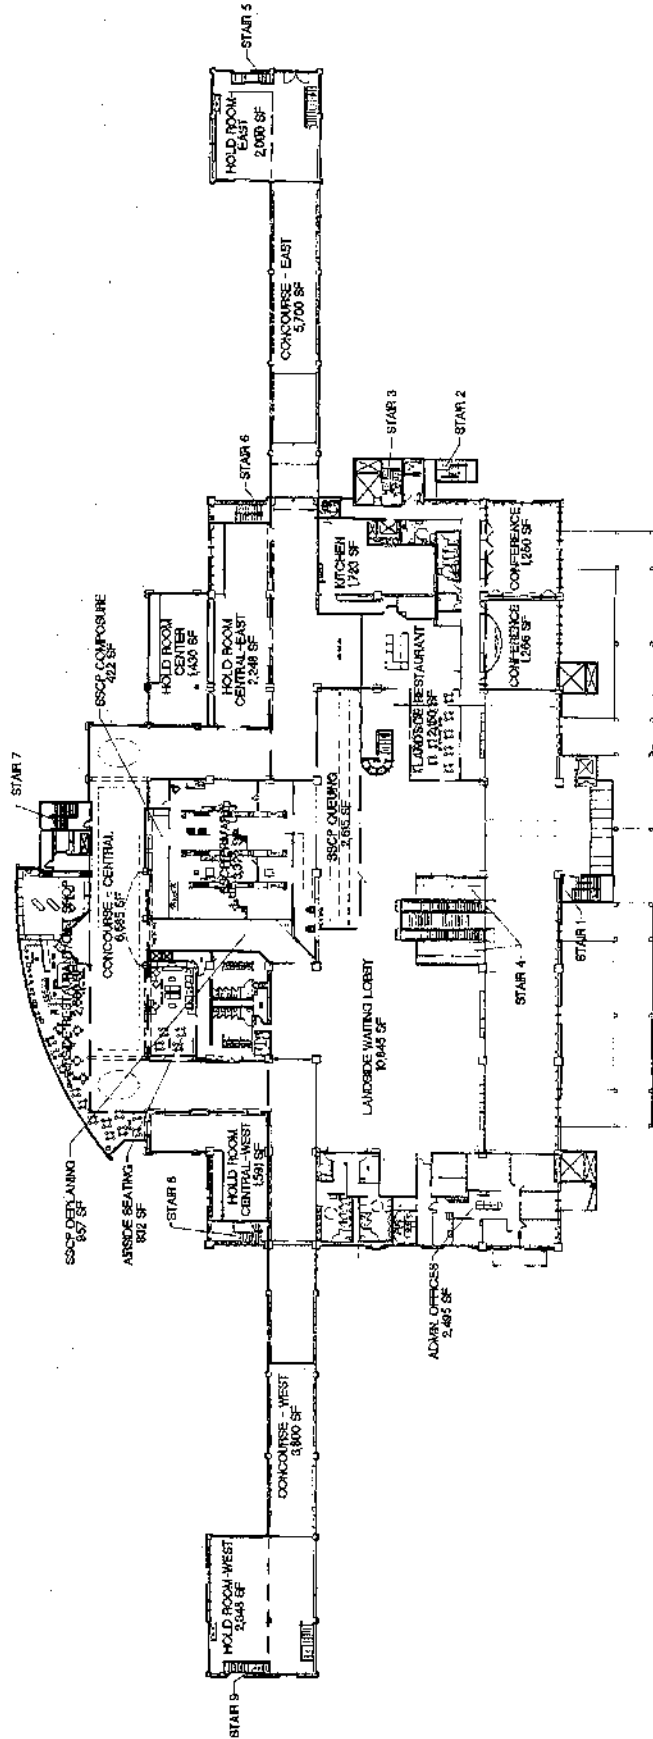 STAIR 5
HOLD ROOM-
EAST
2,090 SF
CONCOURSE - EAST
5,700 SF
STAIR 6
STAIR 3
STAIR 2
KITCHEN
1,720 SF
CONFERENCE
1,250 SF
CONFERENCE
1,266 SF
HOLD ROOM
CENTER
1,430 SF
HOLD ROOM
CENTRAL-EAST
2,248 SF
SSCP COMPOSURE
422 SF
STAIR 7
CONCOURSE - CENTRAL
6,685 SF
SSCP QUEUING
2,615 SF
LANDSIDE RESTAURANT
STAIR 1
STAIR 4
LANDSIDE WAITING LOBBY
10,845 SF
SSCP DEPLANING
957 SF
AIRSIDE SEATING
832 SF
STAIR 8
HOLD ROOM
CENTRAL-WEST
1,591 SF
ADMIN. OFFICES
2,495 SF
CONCOURSE - WEST
3,800 SF
HOLD ROOM-WEST
2,348 SF
STAIR 9